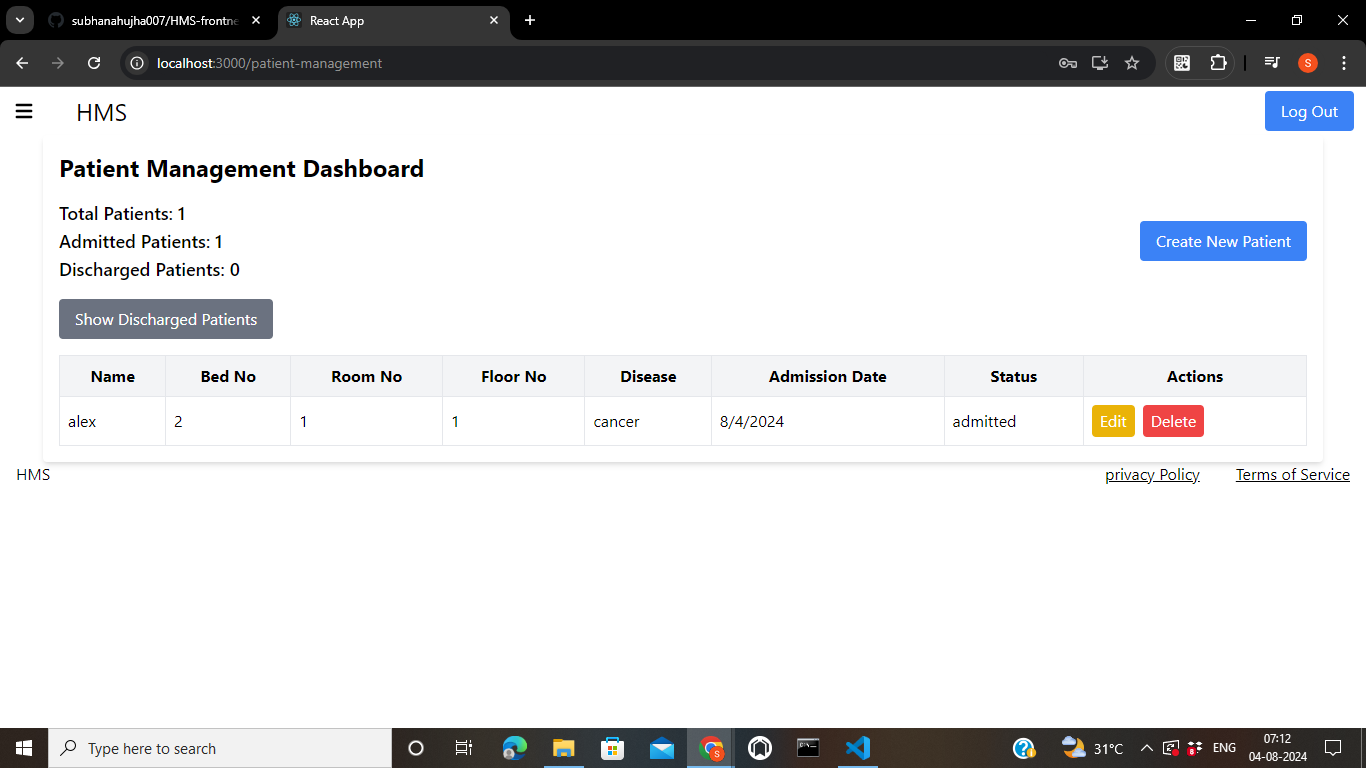 subhanahujha007/HMS-frontne
React App
localhost:3000/patient-management
S
HMS
Log Out
Patient Management Dashboard
Total Patients: 1
Admitted Patients: 1
Discharged Patients: 0
Create New Patient
Show Discharged Patients
Name Bed No Room No Floor No Disease Admission Date Status Actions
alex 2 1 1 cancer 8/4/2024 admitted Edit Delete
HMS privacy Policy Terms of Service
Type here to search
31°C
ENG
07:12
04-08-2024